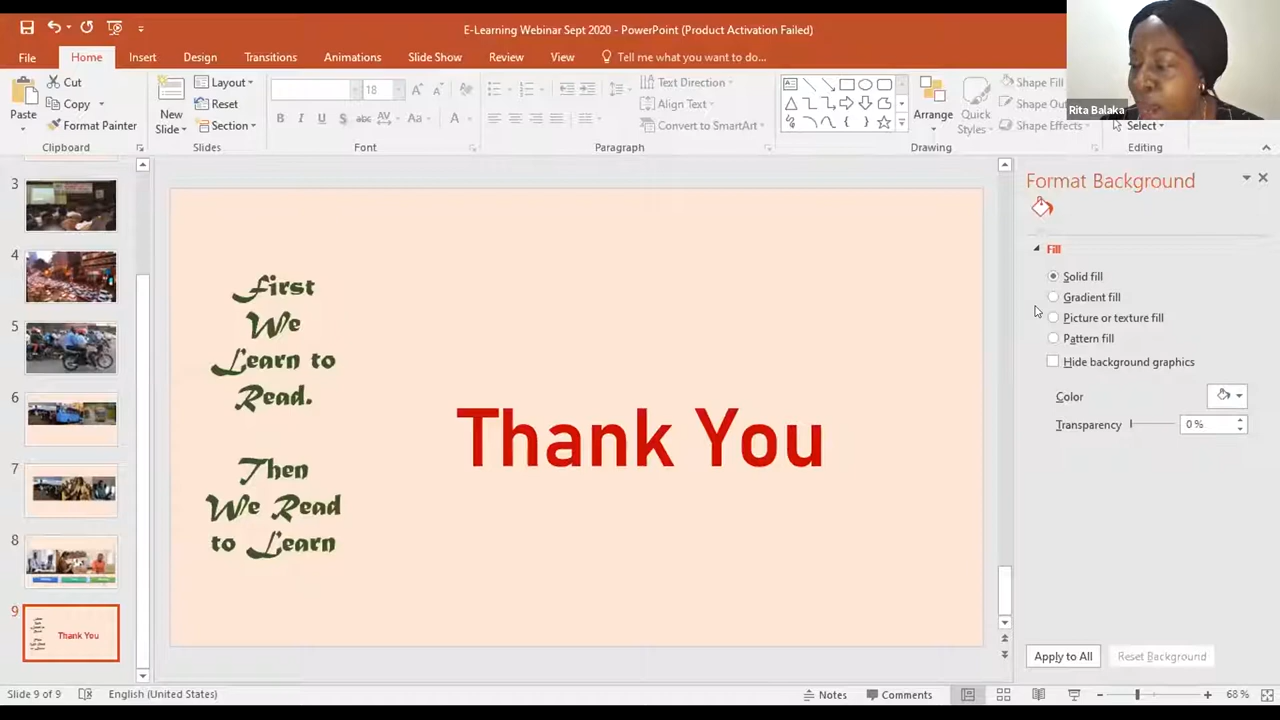 E-Learning Webinar Sept 2020 - PowerPoint (Product Activation Failed)
File Home Insert Design Transitions Animations Slide Show Review View Tell me what you want to do...
Paste
Cut
Copy
Format Painter
Clipboard
New
Slide
Layout
Reset
Section
Slides
18
Font
Text Direction
Align Text
Convert to SmartArt
Paragraph
Arrange
Quick
Styles
Shape Fill
Shape Ou
Shape Effects
Drawing
Select
Editing
Rita Balaka
3
4
5
6
7
8
9
Thank You
First
We
Learn to
Read.
Then
We Read
to Learn
Thank You
Format Background
Fill
Solid fill
Gradient fill
Picture or texture fill
Pattern fill
Hide background graphics
Color
Transparency 0 %
Apply to All Reset Background
Slide 9 of 9 English (United States) Notes Comments 68 %